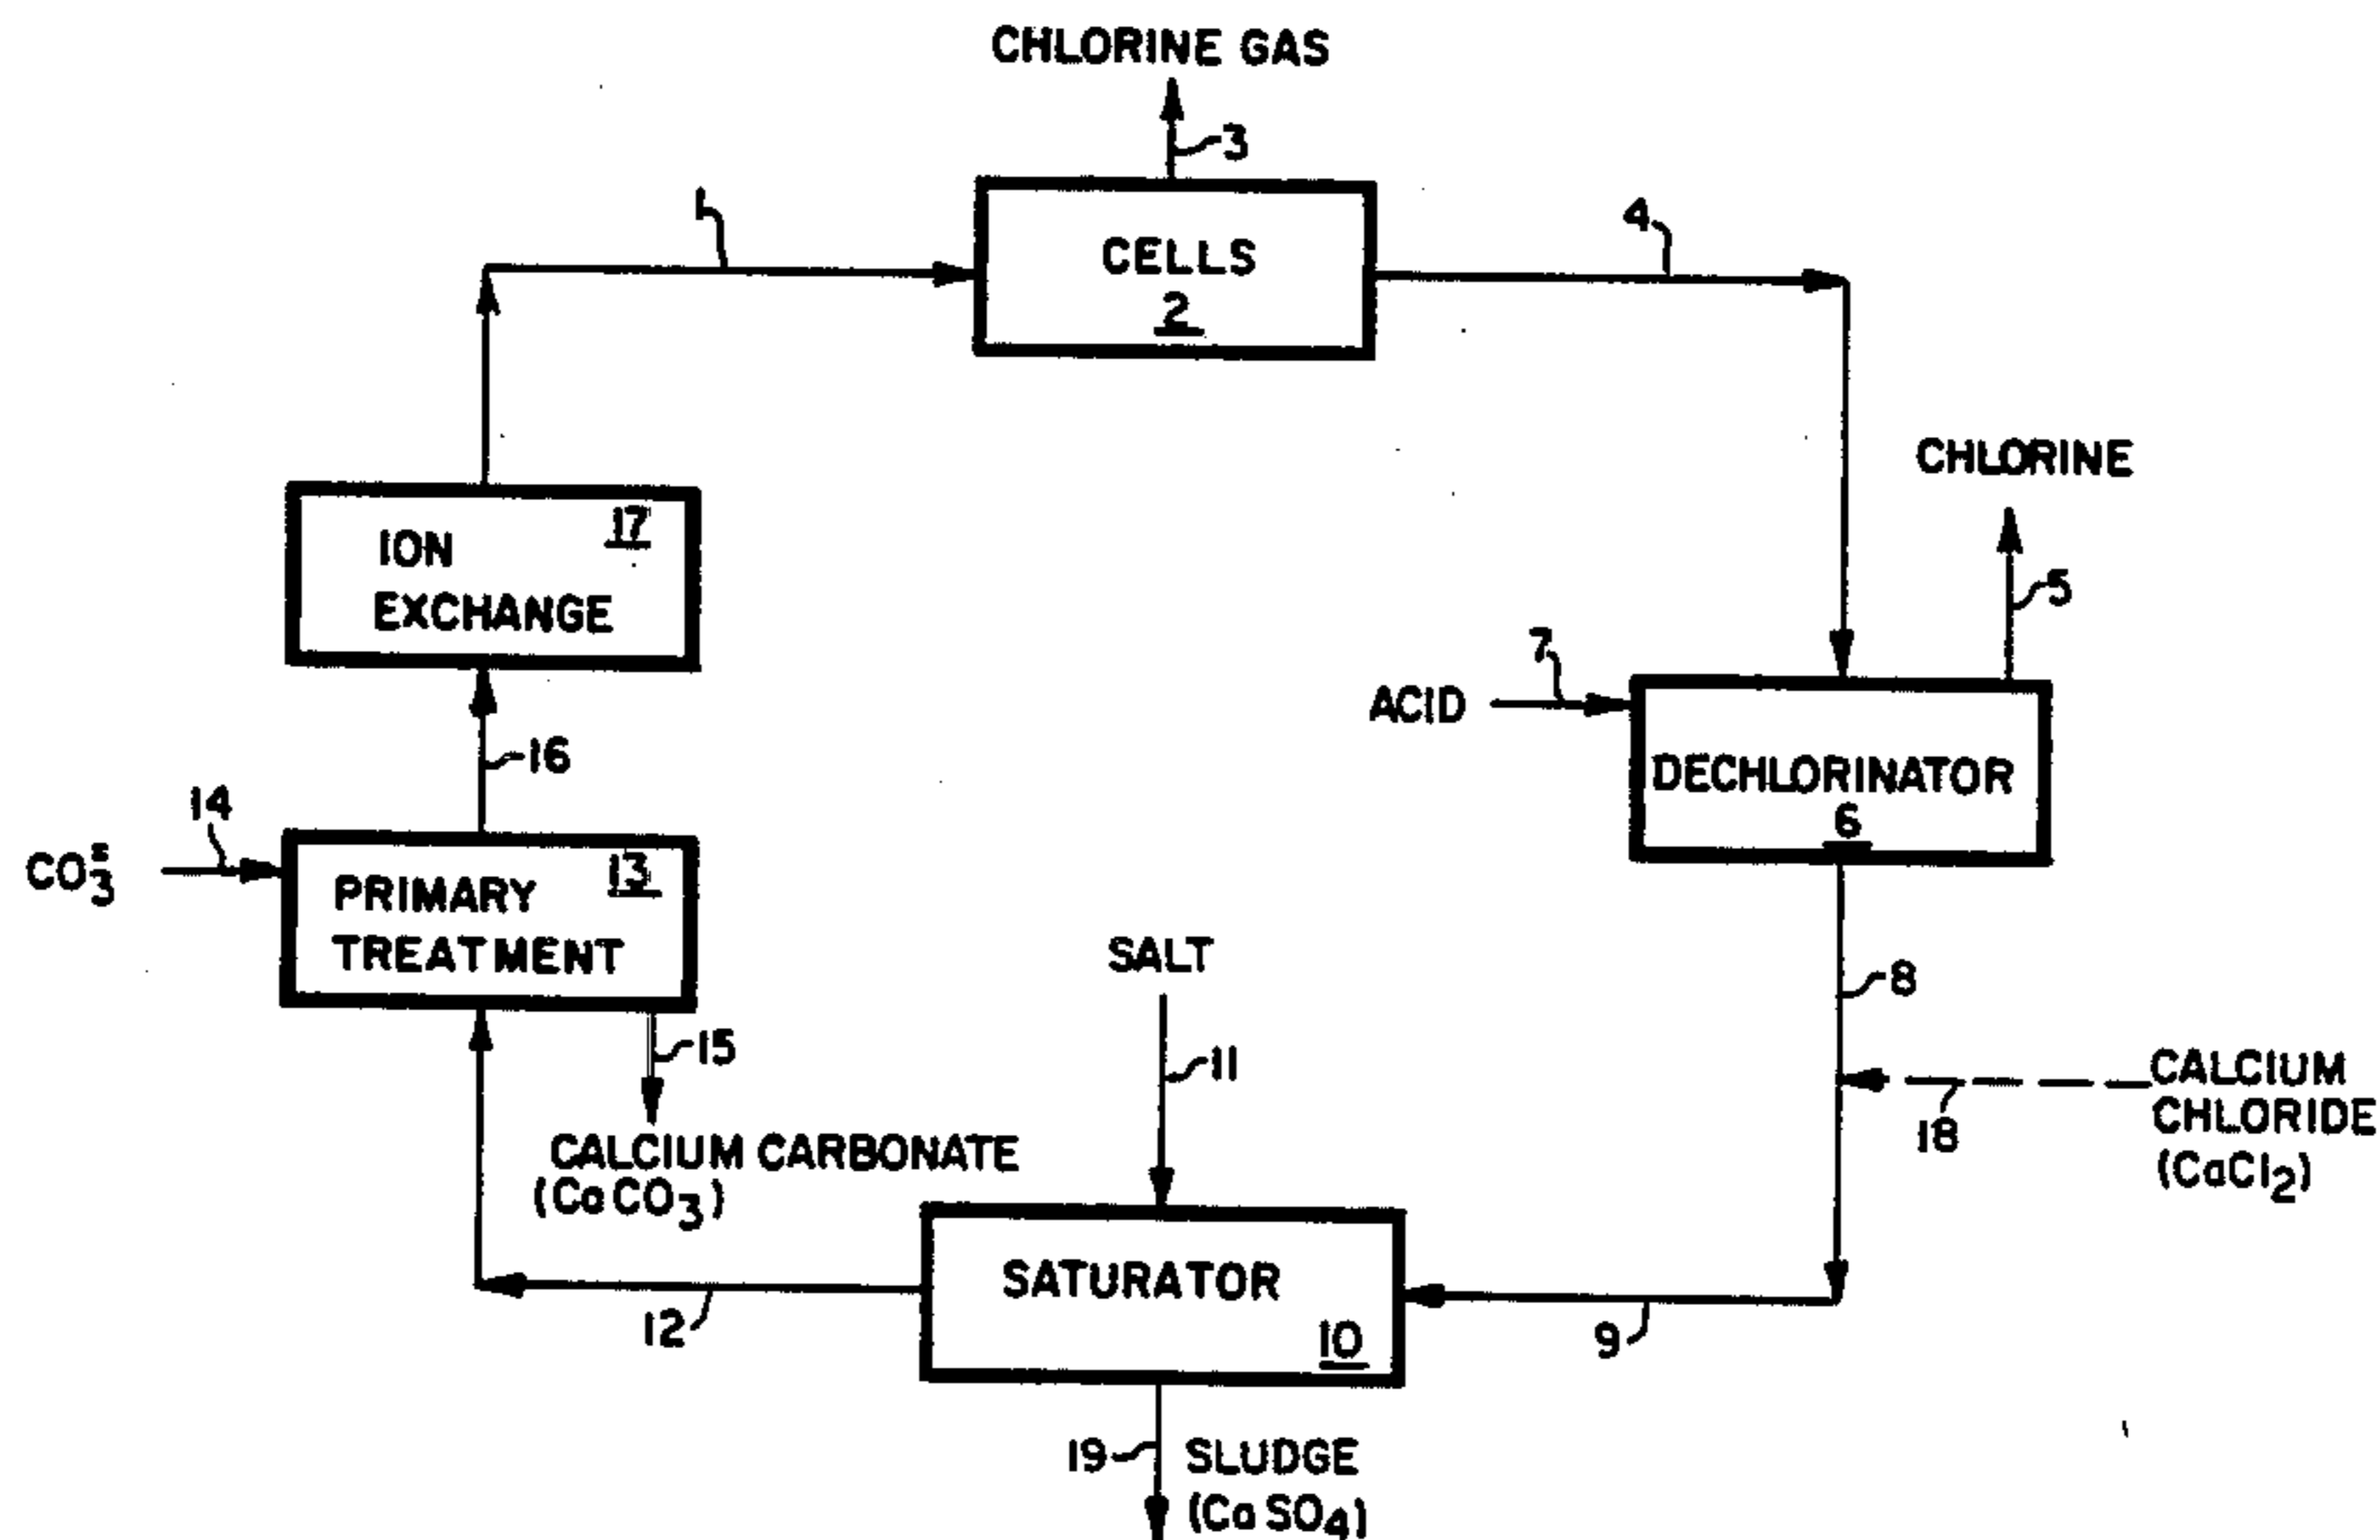 CHLORINE GAS
3
1
CELLS
2
4
CHLORINE
5
17
ION
EXCHANGE
7
ACID
DECHLORINATOR
6
16
14
CO₃⁼
13
PRIMARY
TREATMENT
SALT
8
15
11
CALCIUM
CHLORIDE
(CaCl₂)
18
CALCIUM CARBONATE
(CaCO₃)
SATURATOR
10
12
9
19
SLUDGE
(CaSO₄)